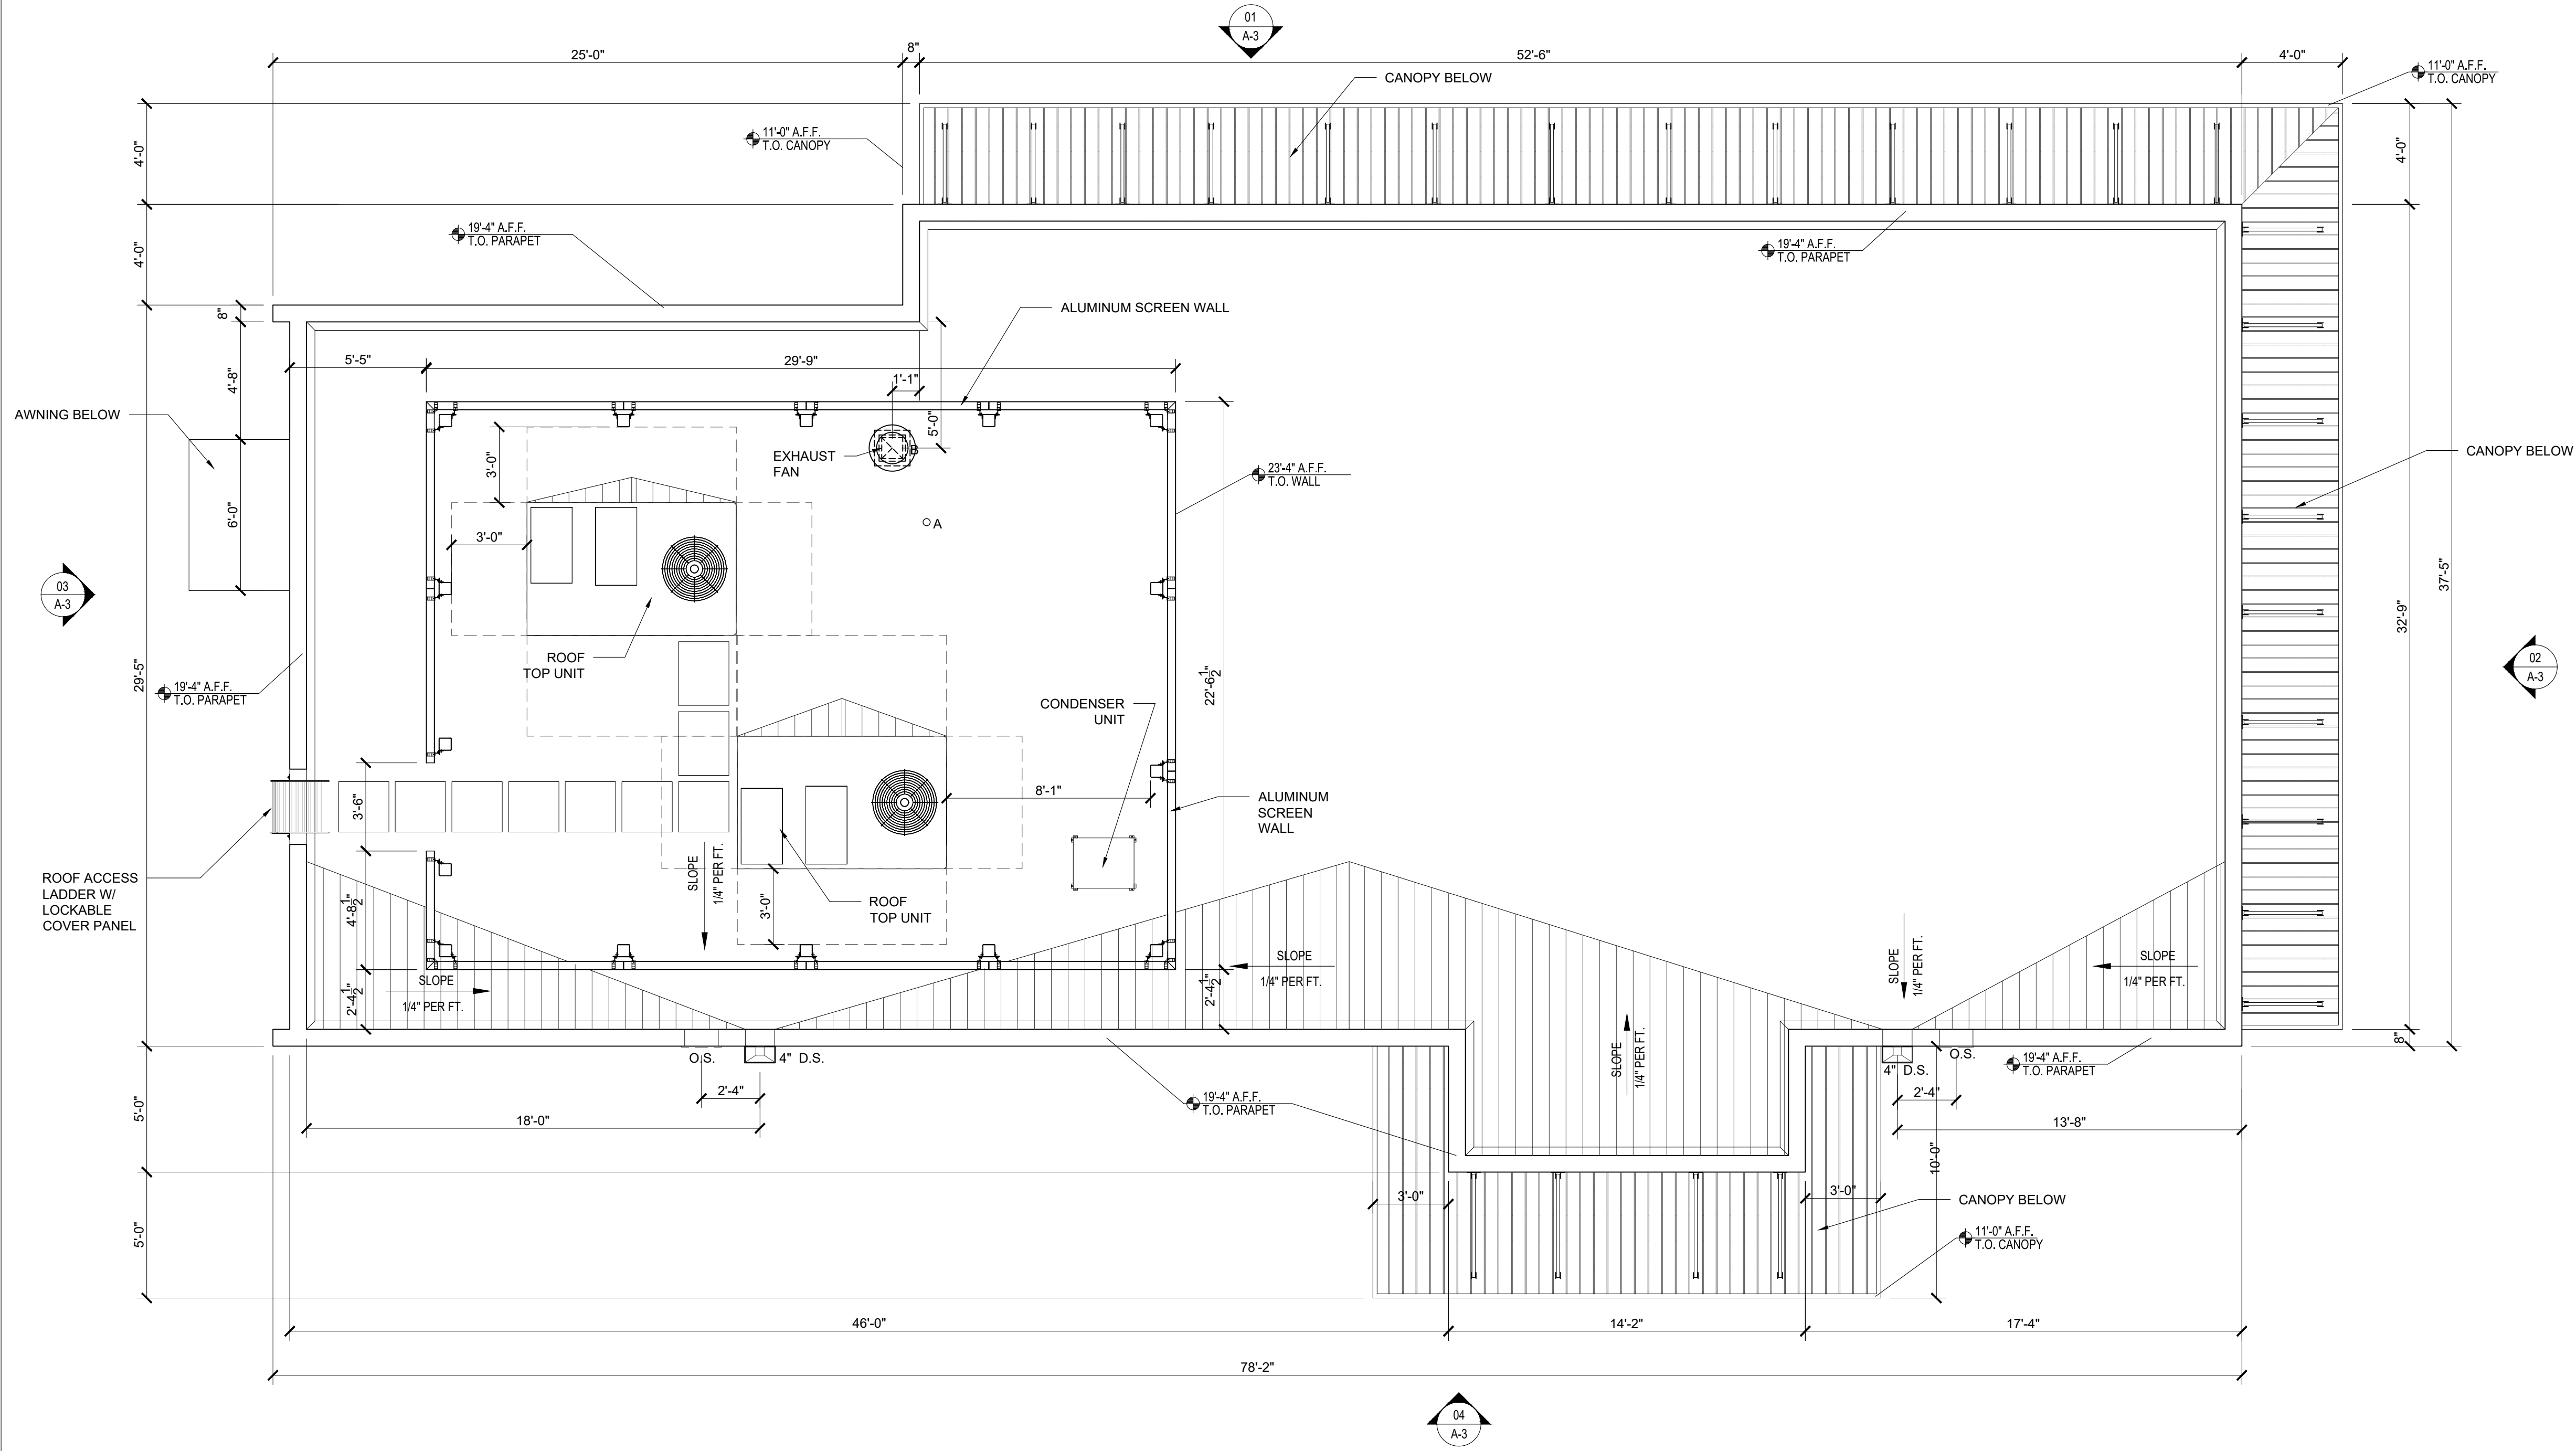 01
A-3
25'-0"
8"
52'-6"
4'-0"
11'-0" A.F.F.
T.O. CANOPY
CANOPY BELOW
11'-0" A.F.F.
T.O. CANOPY
4'-0"
4'-0"
4'-0"
19'-4" A.F.F.
T.O. PARAPET
19'-4" A.F.F.
T.O. PARAPET
8"
ALUMINUM SCREEN WALL
5'-5"
29'-9"
4'-8"
1'-1"
AWNING BELOW
5'-0"
CANOPY BELOW
EXHAUST
FAN
B
3'-0"
23'-4" A.F.F.
T.O. WALL
6'-0"
A
3'-0"
37'-5"
03
A-3
32'-9"
ROOF
TOP UNIT
02
A-3
29'-5"
19'-4" A.F.F.
T.O. PARAPET
22'-6 1/2"
CONDENSER
UNIT
8'-1"
3'-6"
ALUMINUM
SCREEN
WALL
SLOPE
1/4" PER FT.
ROOF ACCESS
LADDER W/
LOCKABLE
COVER PANEL
ROOF
TOP UNIT
3'-0"
4'-8 1/2"
SLOPE
1/4" PER FT.
SLOPE
1/4" PER FT.
SLOPE
1/4" PER FT.
SLOPE
1/4" PER FT.
2'-4 1/2"
2'-4 1/2"
SLOPE
1/4" PER FT.
8"
O.S.
4" D.S.
4" D.S.
O.S.
19'-4" A.F.F.
T.O. PARAPET
2'-4"
19'-4" A.F.F.
T.O. PARAPET
2'-4"
5'-0"
18'-0"
13'-8"
10'-0"
3'-0"
3'-0"
CANOPY BELOW
5'-0"
11'-0" A.F.F.
T.O. CANOPY
46'-0"
14'-2"
17'-4"
78'-2"
04
A-3